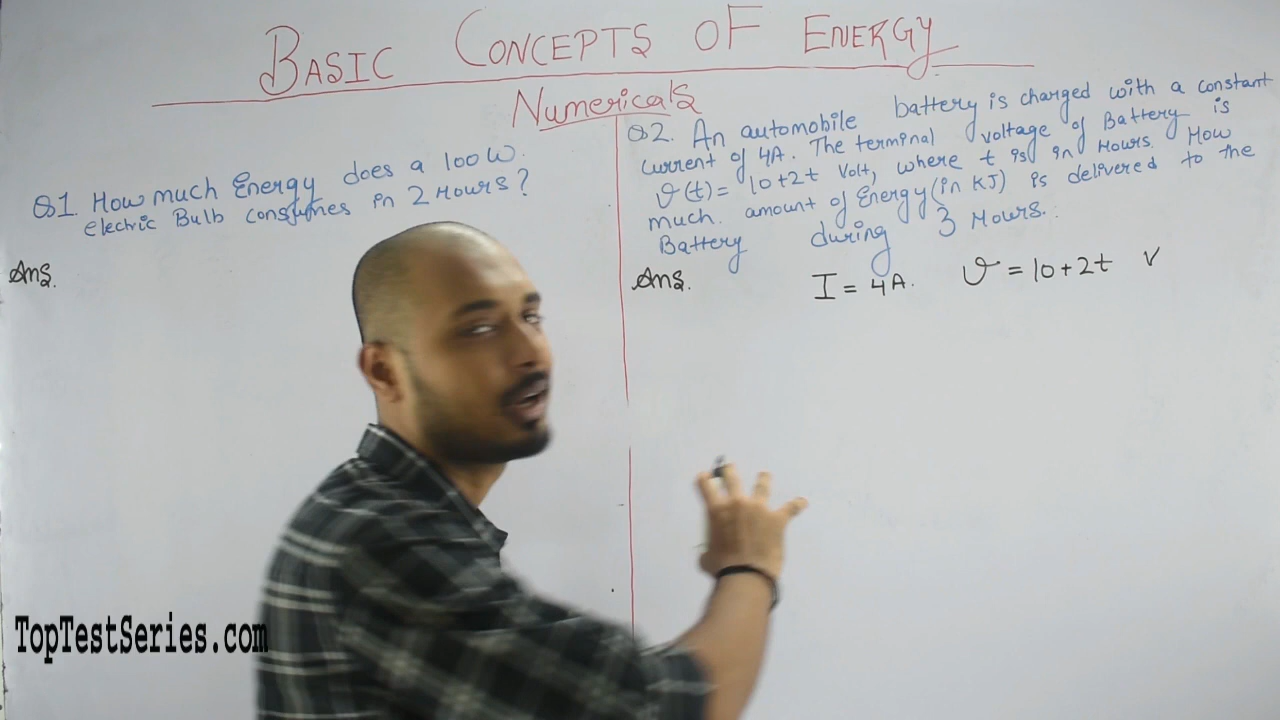 BASIC CONCEPTS OF ENERGY
Numericals
Q1. How much Energy does a 100W.
electric Bulb consumes in 2 Hours?
Ans.
Q2. An automobile battery is charged with a constant
current of 4A. The terminal voltage of Battery is
v(t) = 10+2t Volt, where t is in Hours. How
much. amount of Energy (in KJ) is delivered to the
Battery during 3 Hours.
Ans. I = 4A. v = 10+2t V
TopTestSeries.com